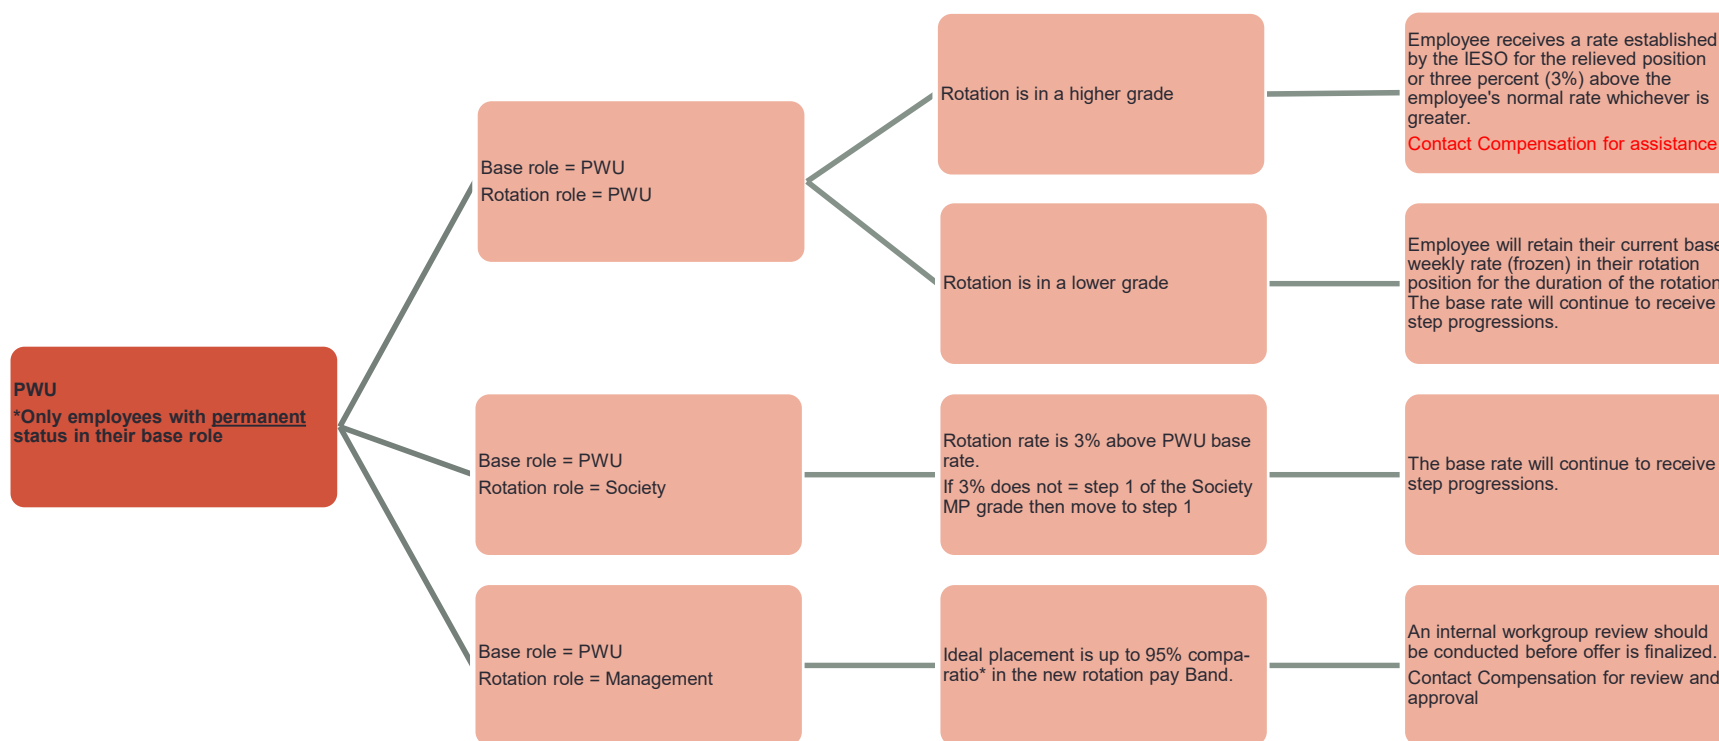 PWU
*Only employees with permanent
status in their base role
Base role = PWU
Rotation role = PWU
Rotation is in a higher grade
Employee receives a rate established
by the IESO for the relieved position
or three percent (3%) above the
employee's normal rate whichever is
greater.
Contact Compensation for assistance
Rotation is in a lower grade
Employee will retain their current base
weekly rate (frozen) in their rotation
position for the duration of the rotation
The base rate will continue to receive
step progressions.
Base role = PWU
Rotation role = Society
Rotation rate is 3% above PWU base
rate.
If 3% does not = step 1 of the Society
MP grade then move to step 1
The base rate will continue to receive
step progressions.
Base role = PWU
Rotation role = Management
Ideal placement is up to 95% compa-
ratio* in the new rotation pay Band.
An internal workgroup review should
be conducted before offer is finalized.
Contact Compensation for review and
approval